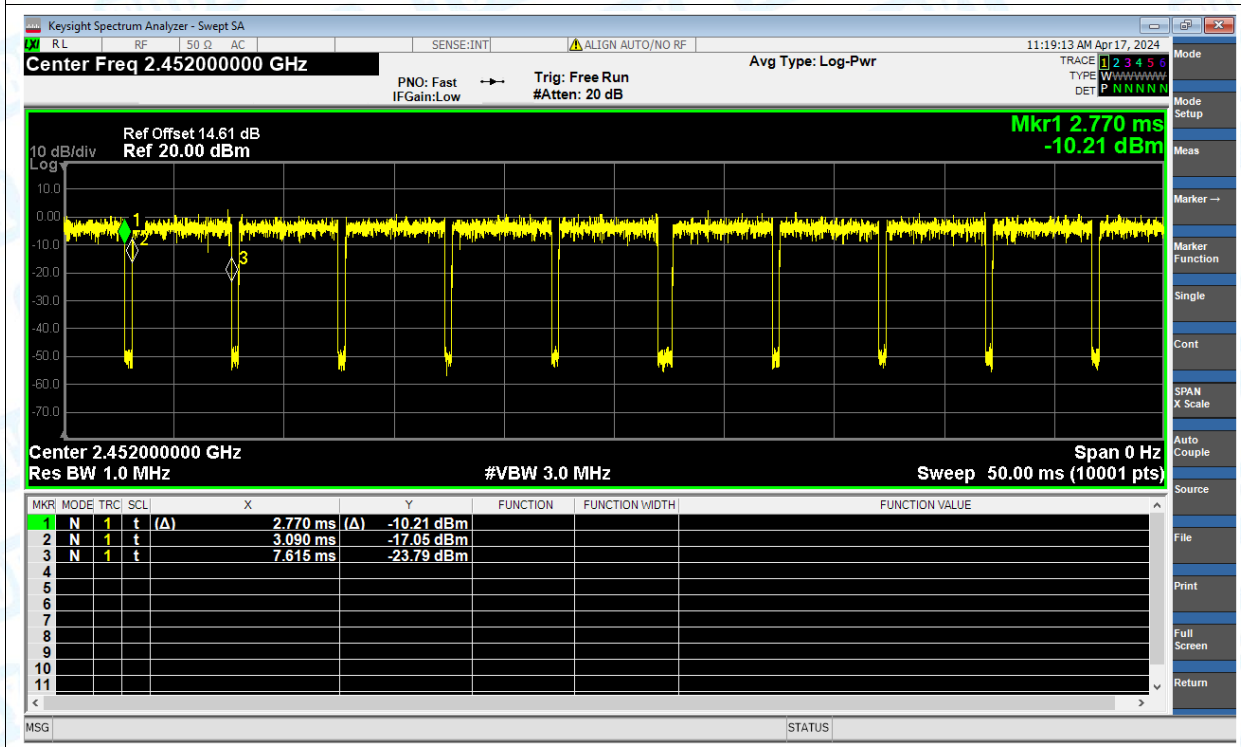 Keysight Spectrum Analyzer - Swept SA
LXI RL RF 50 Ω AC SENSE:INT ALIGN AUTO/NO RF 11:19:13 AM Apr 17, 2024
Center Freq 2.452000000 GHz Avg Type: Log-Pwr TRACE 1 2 3 4 5 6
PNO: Fast Trig: Free Run TYPE WWWWWW
IFGain:Low #Atten: 20 dB DET P N N N N N
Mode
Mode Setup
Meas
Marker →
Marker Function
Single
Cont
SPAN X Scale
Auto Couple
Source
File
Print
Full Screen
Return
Ref Offset 14.61 dB Mkr1 2.770 ms
10 dB/div Ref 20.00 dBm -10.21 dBm
Log
10.0
0.00
-10.0
-20.0
-30.0
-40.0
-50.0
-60.0
-70.0
1
2
3
Center 2.452000000 GHz Span 0 Hz
Res BW 1.0 MHz #VBW 3.0 MHz Sweep 50.00 ms (10001 pts)
MKR MODE TRC SCL X Y FUNCTION FUNCTION WIDTH FUNCTION VALUE
1 N 1 t (Δ) 2.770 ms (Δ) -10.21 dBm
2 N 1 t 3.090 ms -17.05 dBm
3 N 1 t 7.615 ms -23.79 dBm
4
5
6
7
8
9
10
11
MSG STATUS